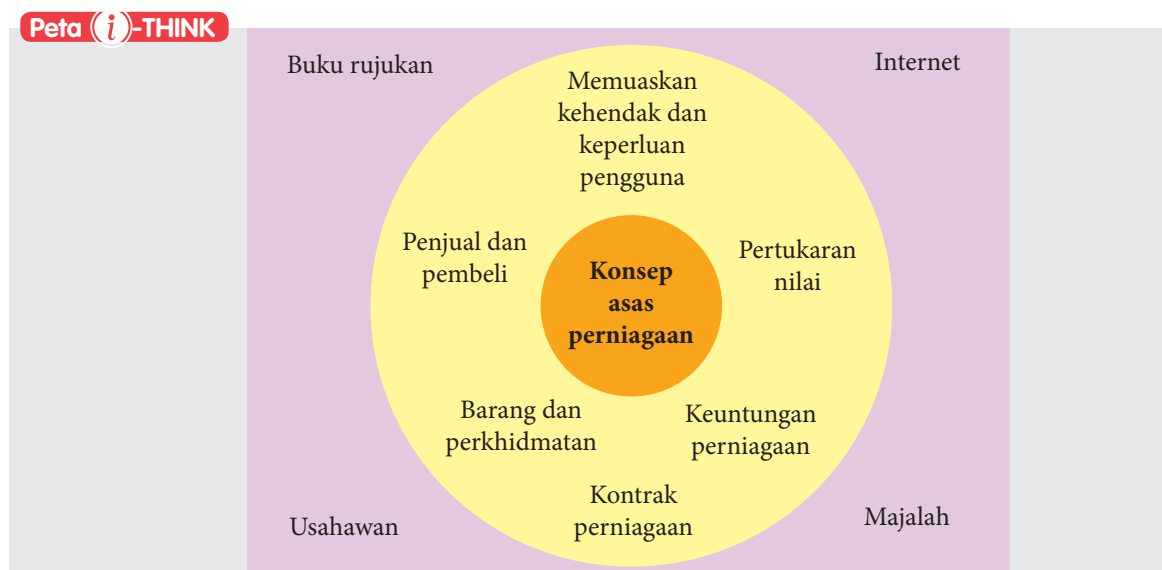 Peta i-THINK
Buku rujukan
Internet
Memuaskan
kehendak dan
keperluan
pengguna
Penjual dan
pembeli
Konsep
asas
perniagaan
Pertukaran
nilai
Barang dan
perkhidmatan
Keuntungan
perniagaan
Kontrak
perniagaan
Usahawan
Majalah